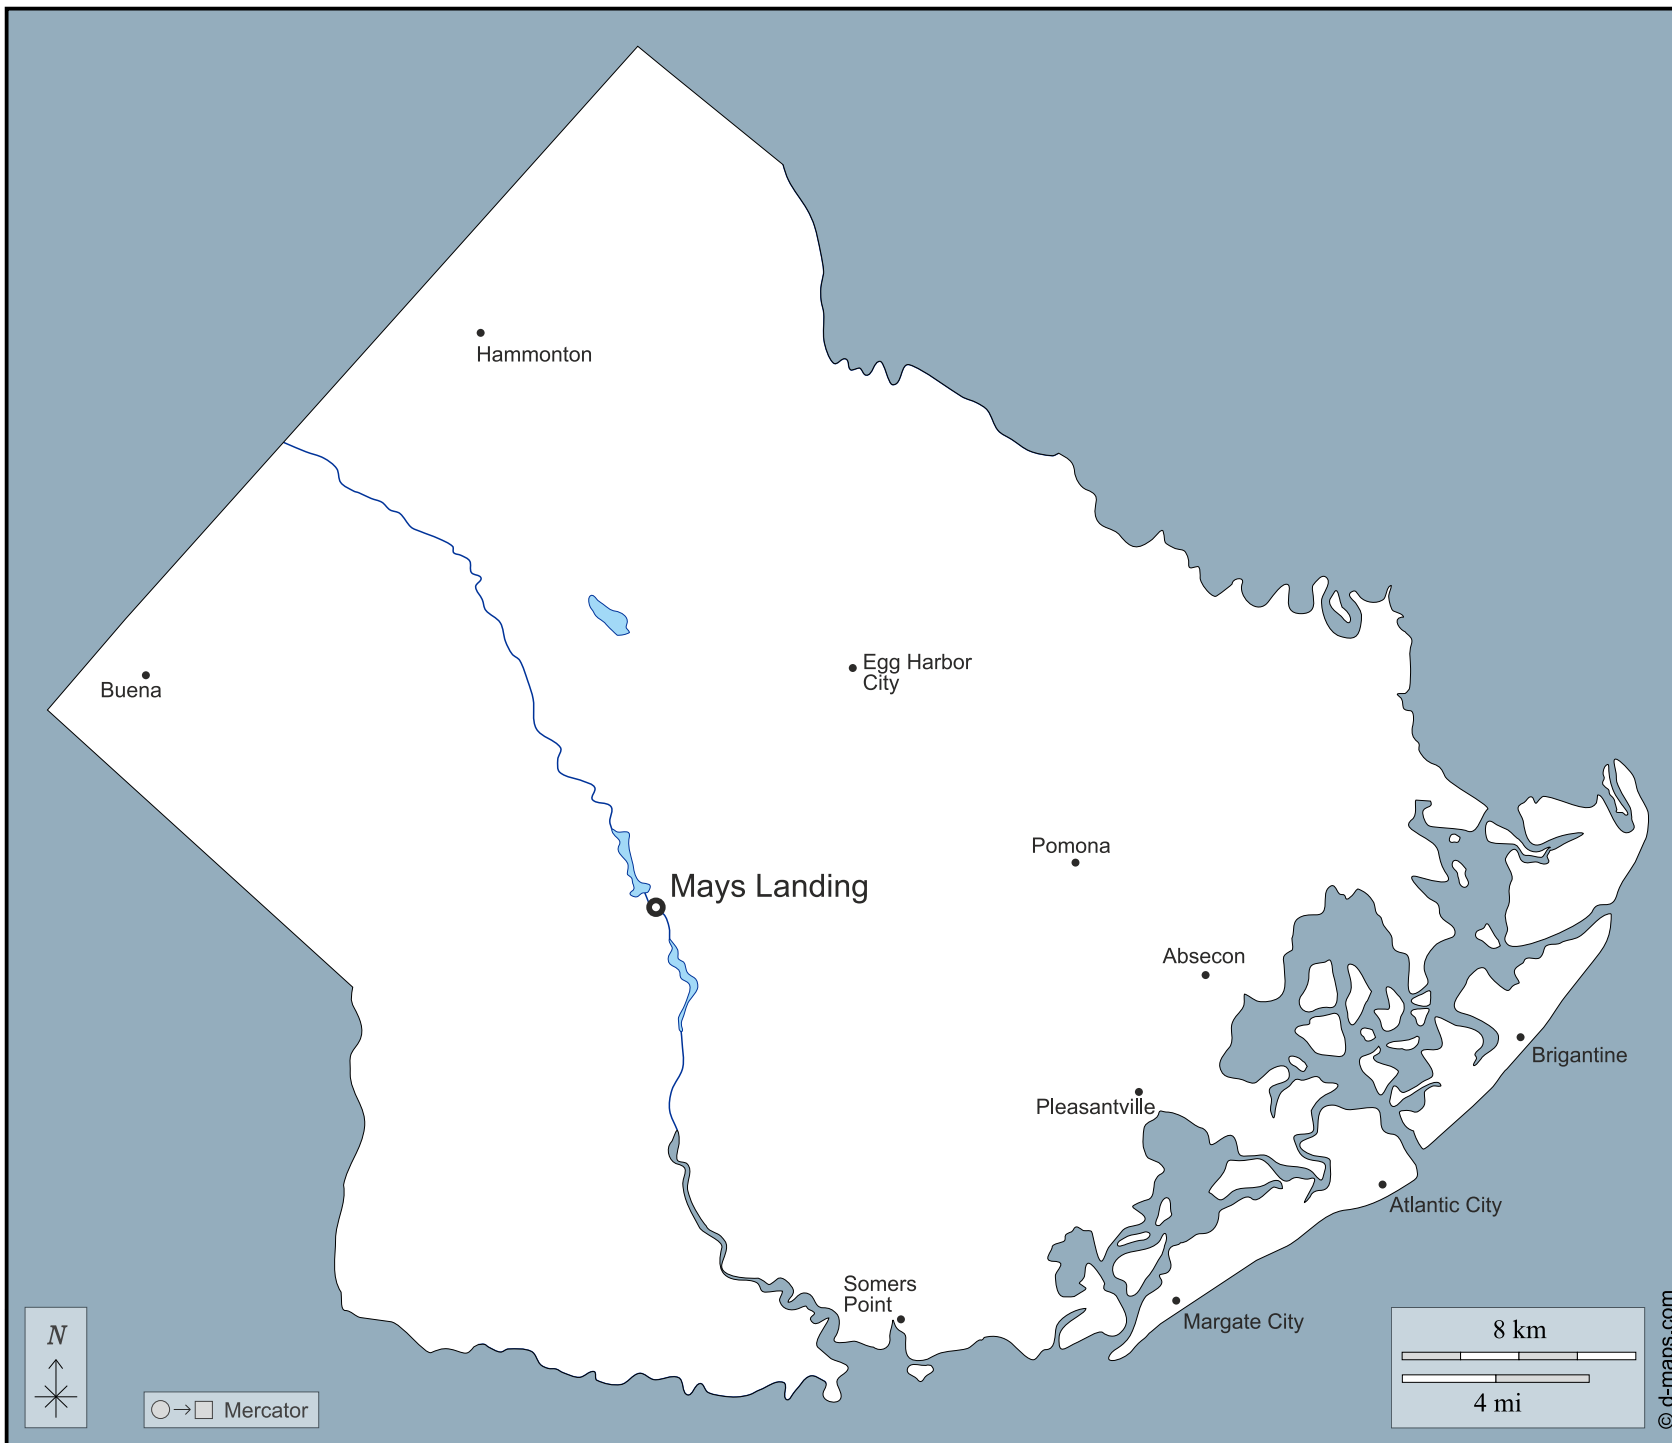 Hammonton
Egg Harbor
City
Buena
Pomona
Mays Landing
Absecon
Brigantine
Pleasantville
Atlantic City
Somers
Point
Margate City
N
Mercator
8 km
4 mi
© d-maps.com